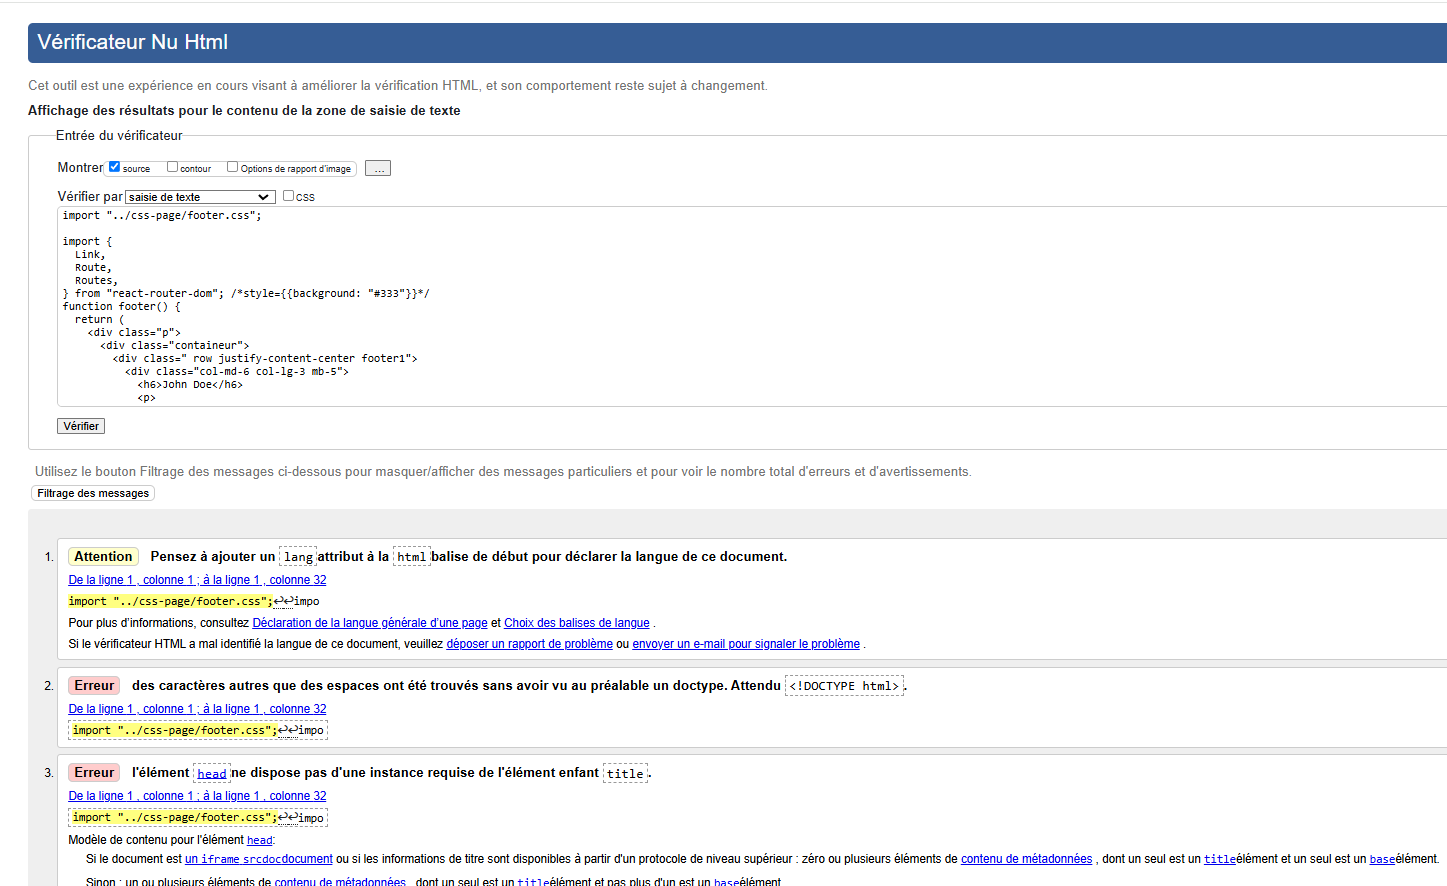 Vérificateur Nu Html
Cet outil est une expérience en cours visant à améliorer la vérification HTML, et son comportement reste sujet à changement.
Affichage des résultats pour le contenu de la zone de saisie de texte
Entrée du vérificateur
Montrer source contour Options de rapport d'image ...
Vérifier par saisie de texte CSS
import "../css-page/footer.css";
import {
Link,
Route,
Routes,
} from "react-router-dom"; /*style={{background: "#333"}}*/
function footer() {
return (
<div class="p">
<div class="containeur">
<div class=" row justify-content-center footer1">
<div class="col-md-6 col-lg-3 mb-5">
<h6>John Doe</h6>
<p>
Vérifier
Utilisez le bouton Filtrage des messages ci-dessous pour masquer/afficher des messages particuliers et pour voir le nombre total d'erreurs et d'avertissements.
Filtrage des messages
1. Attention Pensez à ajouter un lang attribut à la html balise de début pour déclarer la langue de ce document.
De la ligne 1 , colonne 1 ; à la ligne 1 , colonne 32
import "../css-page/footer.css";↩↩impo
Pour plus d'informations, consultez Déclaration de la langue générale d'une page et Choix des balises de langue .
Si le vérificateur HTML a mal identifié la langue de ce document, veuillez déposer un rapport de problème ou envoyer un e-mail pour signaler le problème .
2. Erreur des caractères autres que des espaces ont été trouvés sans avoir vu au préalable un doctype. Attendu <!DOCTYPE html>.
De la ligne 1 , colonne 1 ; à la ligne 1 , colonne 32
import "../css-page/footer.css";↩↩impo
3. Erreur l'élément head ne dispose pas d'une instance requise de l'élément enfant title.
De la ligne 1 , colonne 1 ; à la ligne 1 , colonne 32
import "../css-page/footer.css";↩↩impo
Modèle de contenu pour l'élément head:
Si le document est un iframe srcdocdocument ou si les informations de titre sont disponibles à partir d'un protocole de niveau supérieur : zéro ou plusieurs éléments de contenu de métadonnées , dont un seul est un titleélément et un seul est un baseélément.
Sinon : un ou plusieurs éléments de contenu de métadonnées , dont un seul est un titleélément et pas plus d'un est un baseélément